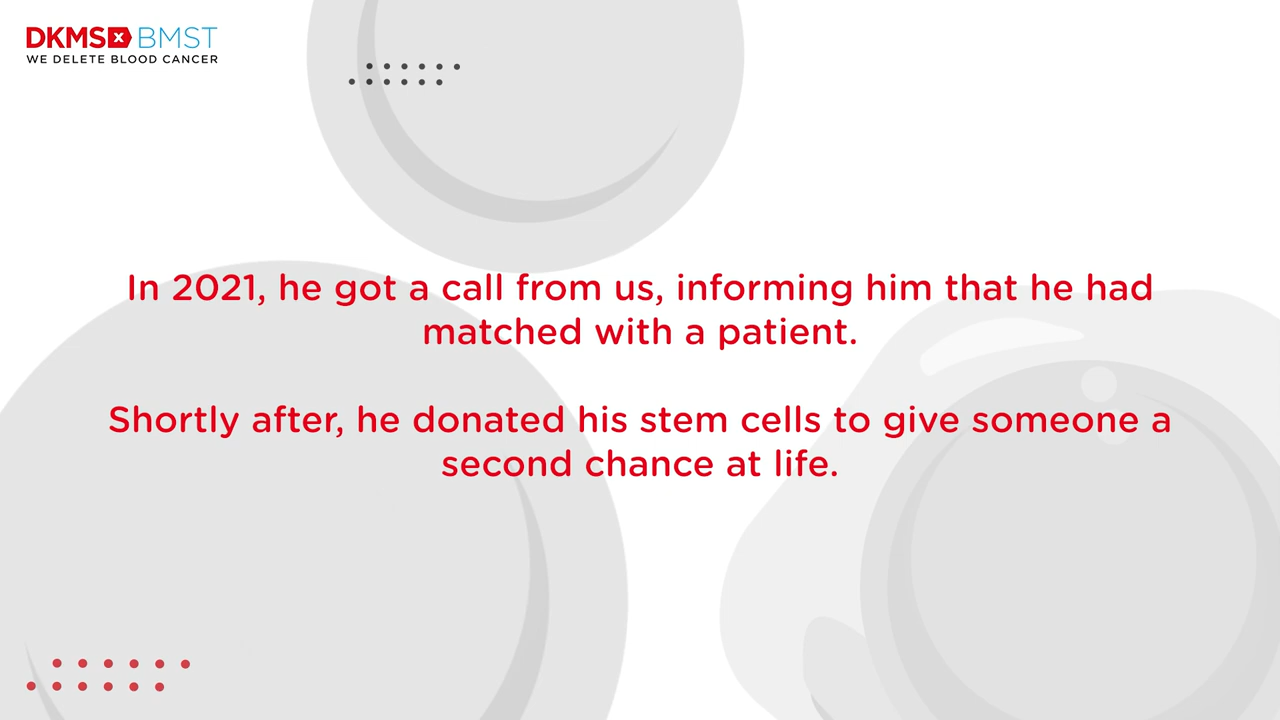 DKMS x BMST
WE DELETE BLOOD CANCER
In 2021, he got a call from us, informing him that he had
matched with a patient.
Shortly after, he donated his stem cells to give someone a
second chance at life.